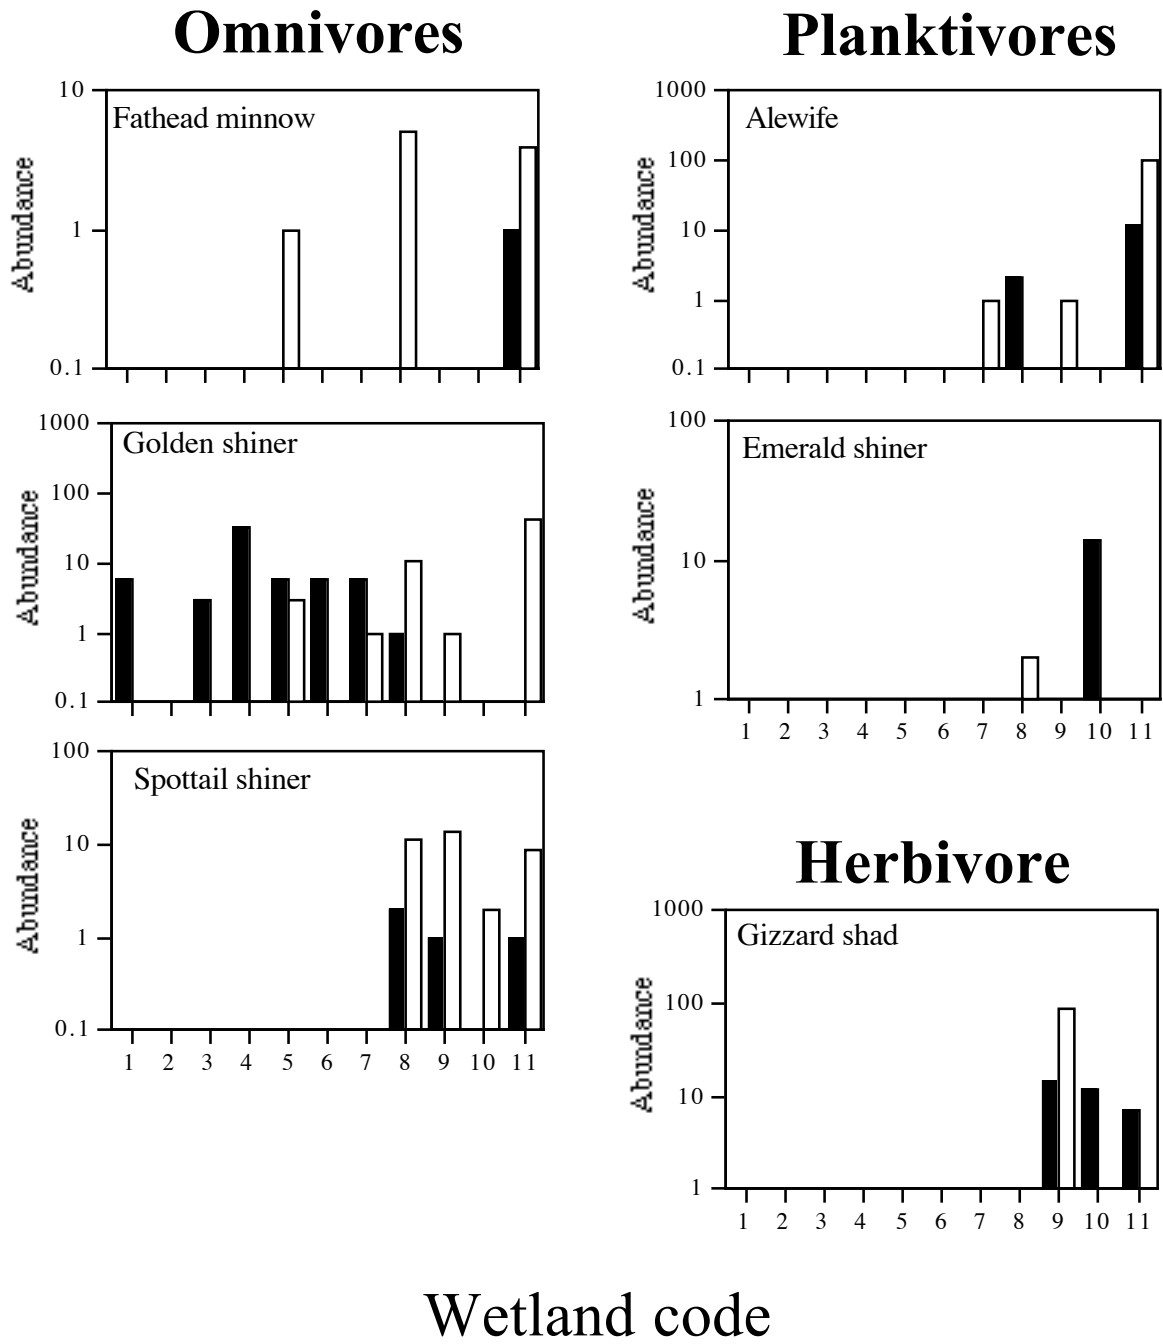 Omnivores
10
Fathead minnow
1
0.1
Abundance
1000
Golden shiner
100
10
1
0.1
Abundance
100
Spottail shiner
10
1
0.1
Abundance
1 2 3 4 5 6 7 8 9 10 11
Planktivores
1000
Alewife
100
10
1
0.1
Abundance
100
Emerald shiner
10
1
Abundance
1 2 3 4 5 6 7 8 9 10 11
Herbivore
1000
Gizzard shad
100
10
1
Abundance
1 2 3 4 5 6 7 8 9 10 11
Wetland code